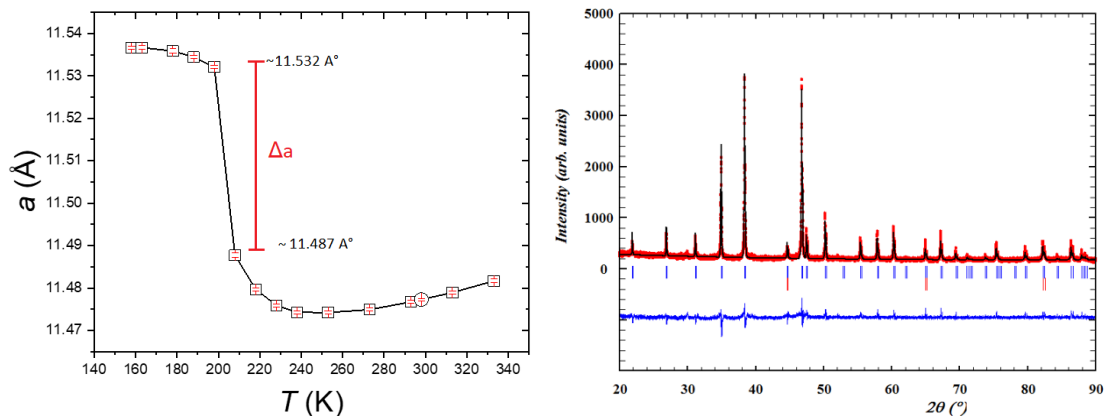 11.54
11.53
11.52
11.51
11.50
11.49
11.48
11.47
a (Å)
~11.532 A°
Δa
~ 11.487 A°
140 160 180 200 220 240 260 280 300 320 340
T (K)
5000
4000
3000
2000
1000
0
Intensity (arb. units)
20 30 40 50 60 70 80 90
2θ (°)